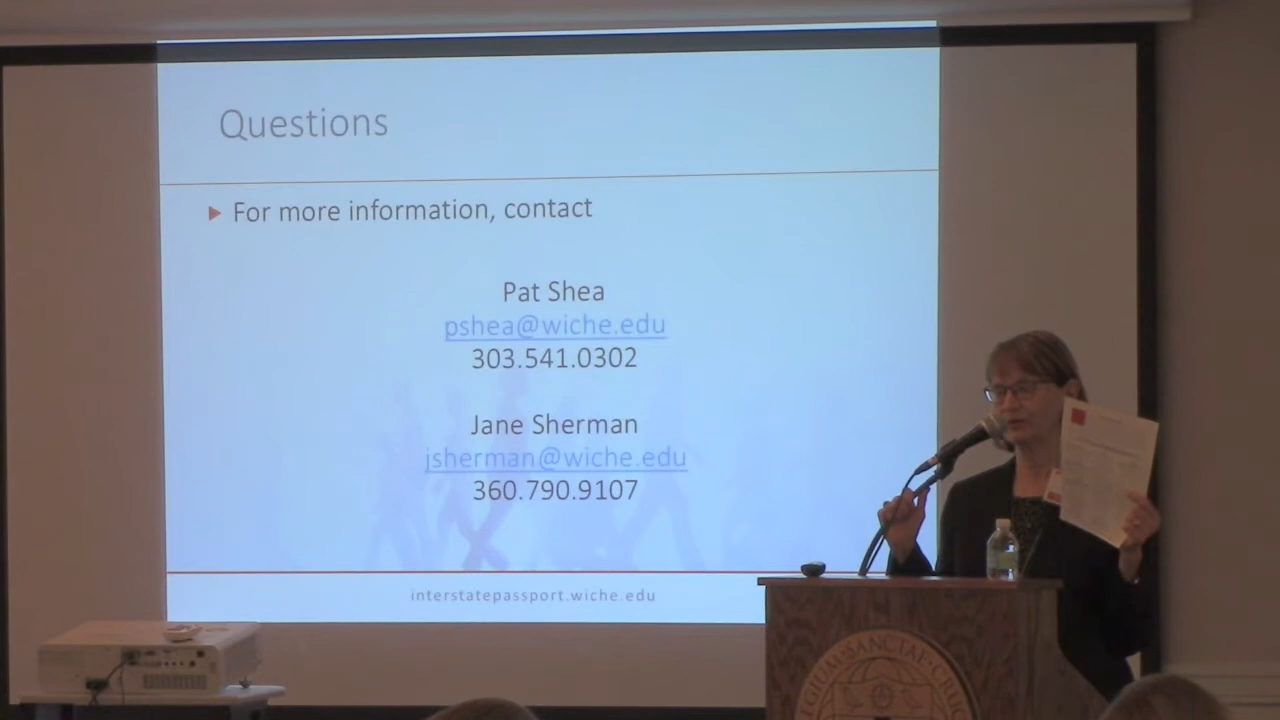 Questions
For more information, contact
Pat Shea
pshea@wiche.edu
303.541.0302
Jane Sherman
jsherman@wiche.edu
360.790.9107
interstatepassport.wiche.edu
SANCTAE